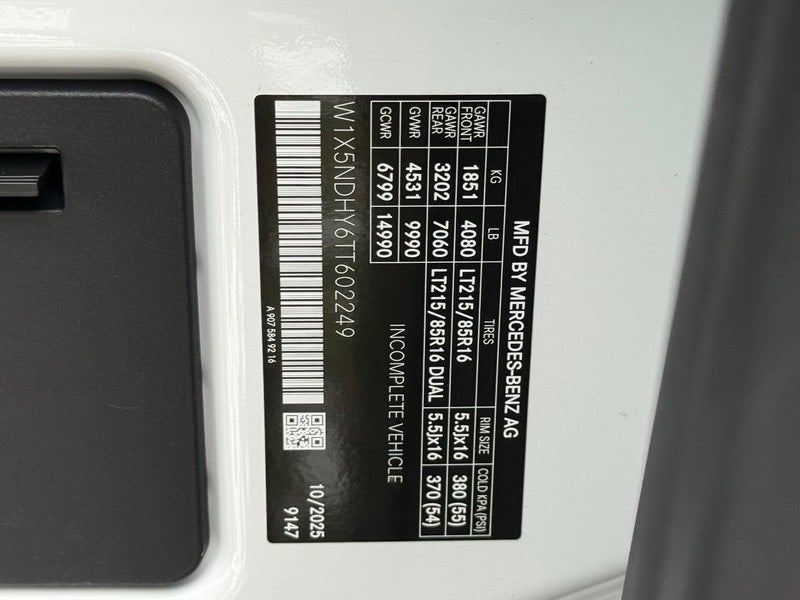 MFD BY MERCEDES-BENZ AG
KG LB TIRES RIM SIZE COLD KPA (PSI)
GAWR FRONT 1851 4080 LT215/85R16 5.5Jx16 380 (55)
GAWR REAR 3202 7060 LT215/85R16 DUAL 5.5Jx16 370 (54)
GVWR 4531 9990
GCWR 6799 14990
INCOMPLETE VEHICLE
W1X5NDHY6TT602249
10/2025
9147
A 907 584 92 16